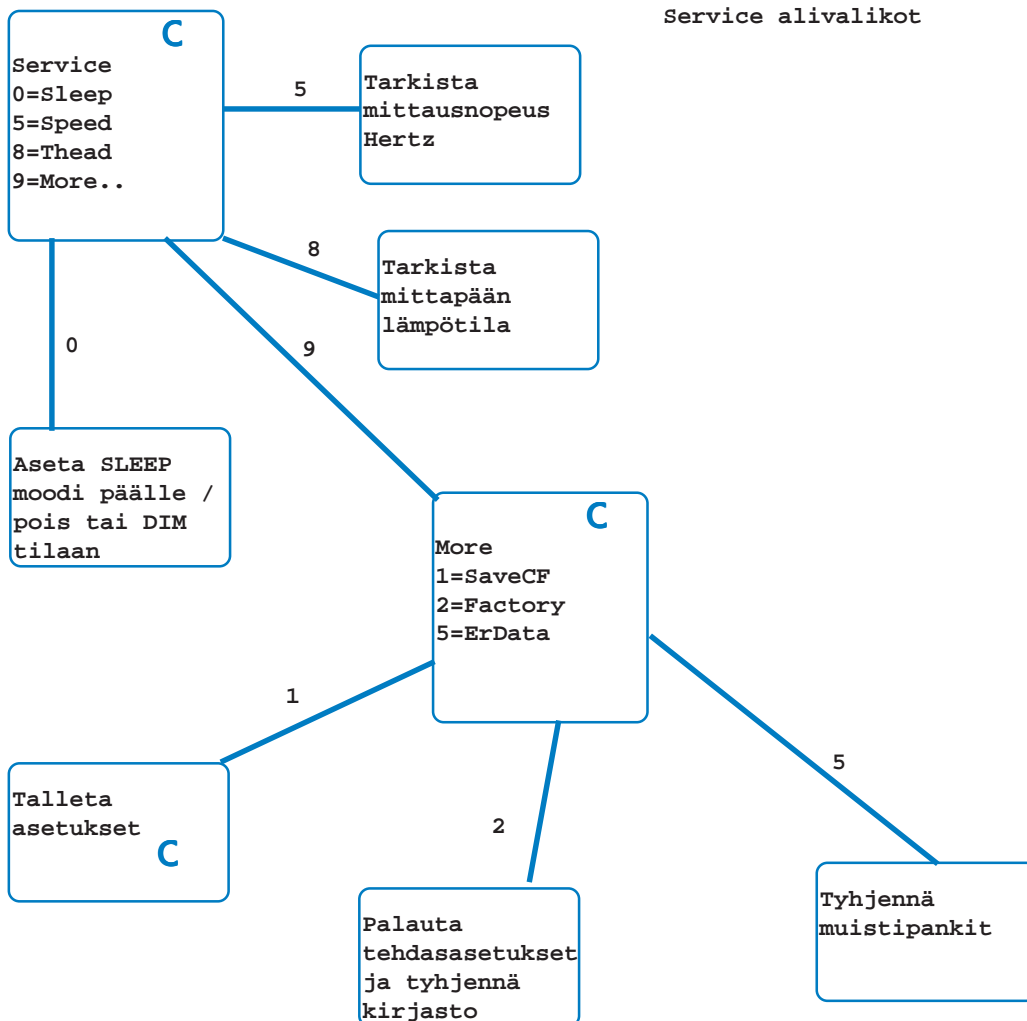 Service alivalikot
C
Service
0=Sleep
5=Speed
8=Thead
9=More..
5
Tarkista
mittausnopeus
Hertz
8
Tarkista
mittapään
lämpötila
0
9
Aseta SLEEP
moodi päälle /
pois tai DIM
tilaan
C
More
1=SaveCF
2=Factory
5=ErData
1
Talleta
asetukset
C
2
Palauta
tehdasasetukset
ja tyhjennä
kirjasto
5
Tyhjennä
muistipankit